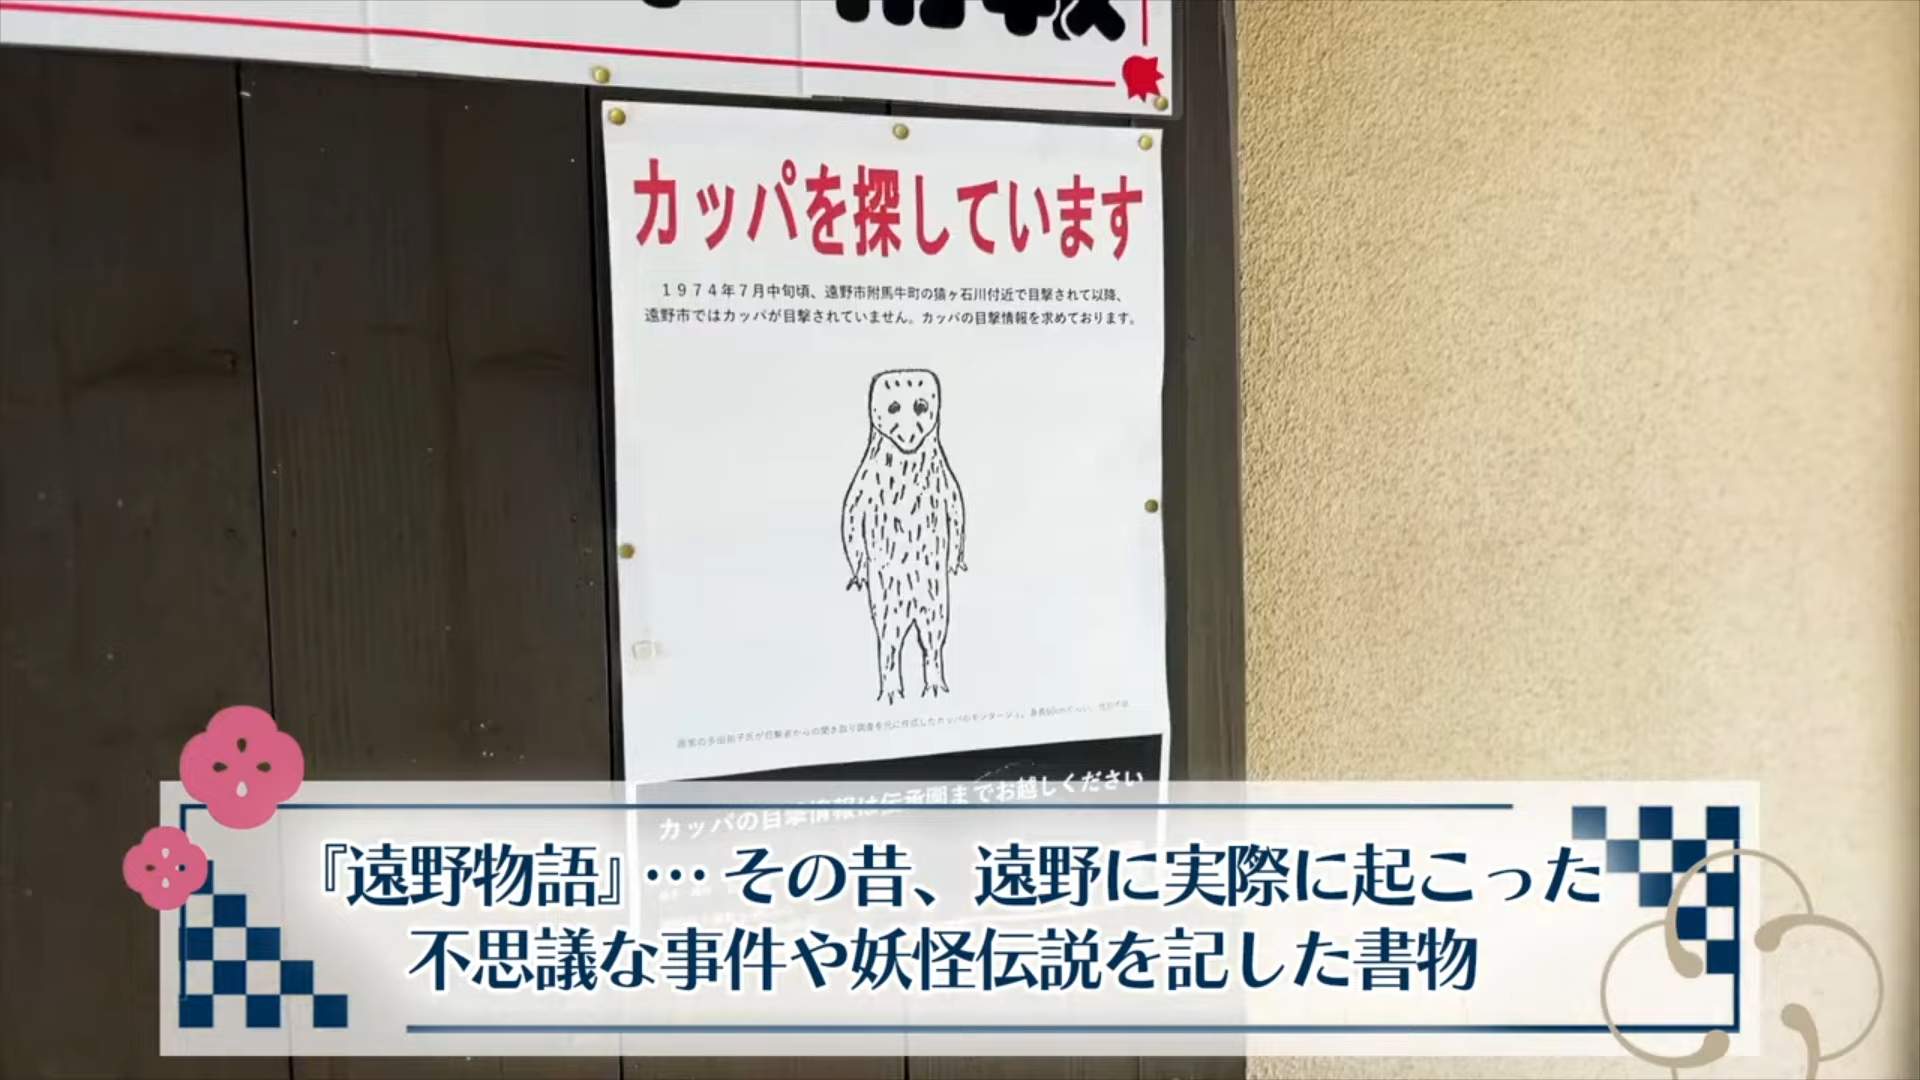 カッパを探しています
1974年7月中旬頃、遠野市附馬牛町の猿ヶ石川付近で目撃されて以降、
遠野市ではカッパが目撃されていません。カッパの目撃情報を求めております。
カッパの目撃情報は伝承園までお越しください
『遠野物語』… その昔、遠野に実際に起こった
不思議な事件や妖怪伝説を記した書物